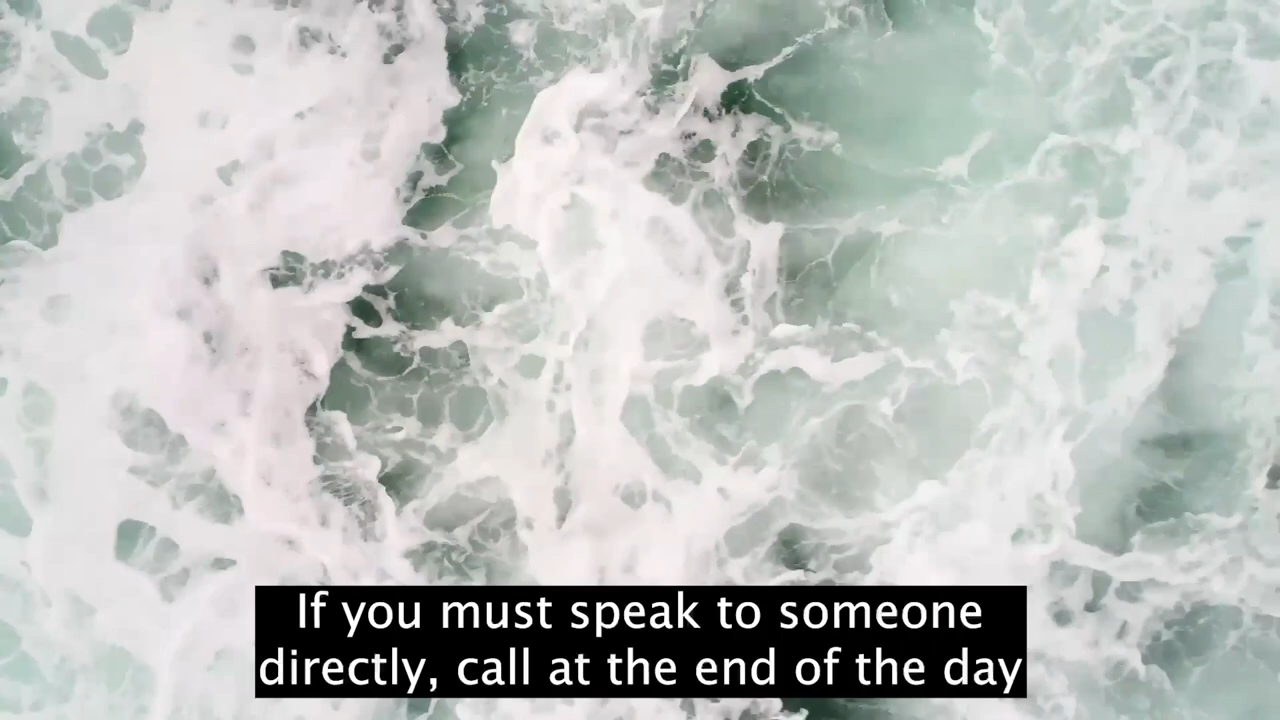 If you must speak to someone
directly, call at the end of the day